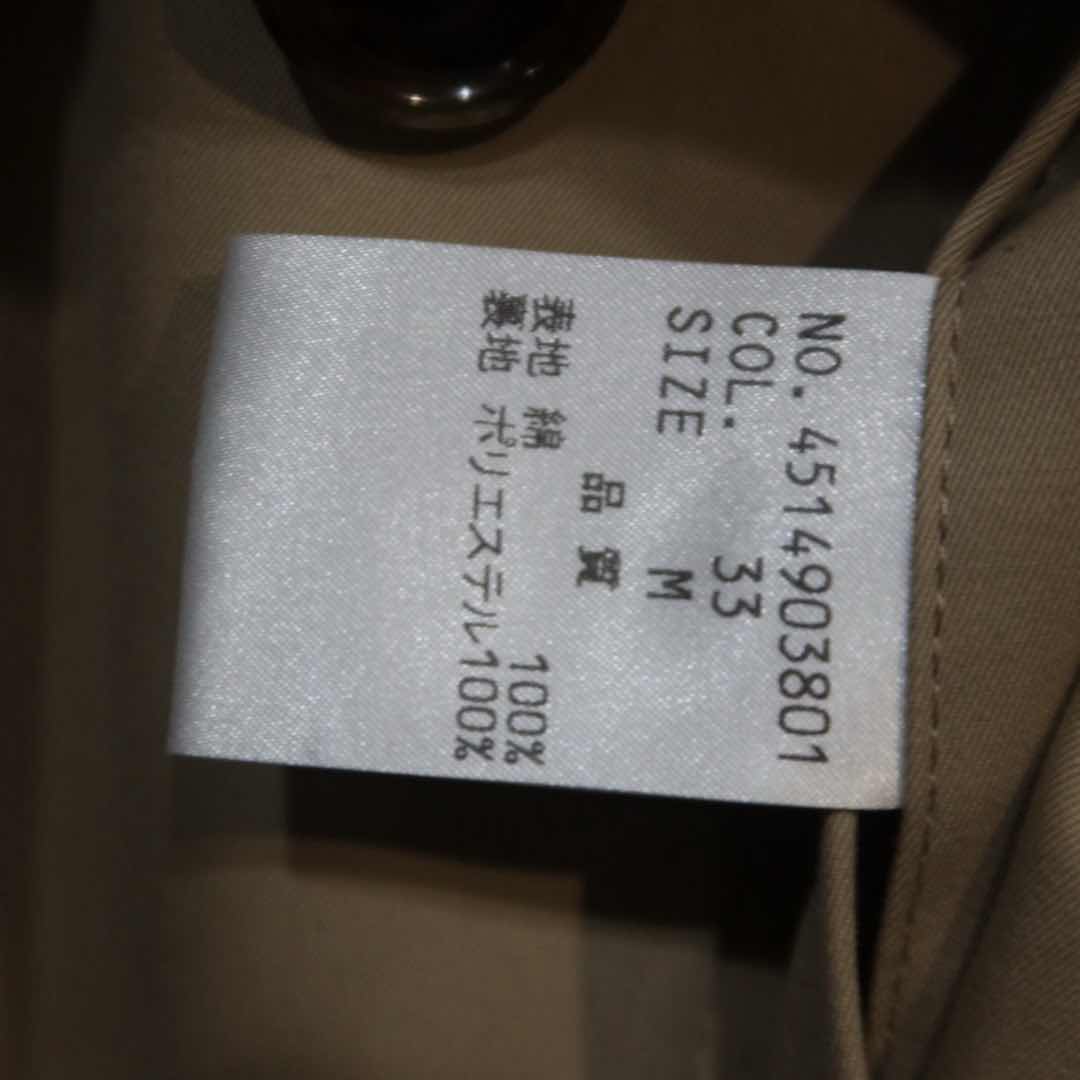 NO. 4514903801
COL. 33
SIZE M
品質
表地 綿 100%
裏地 ポリエステル100%